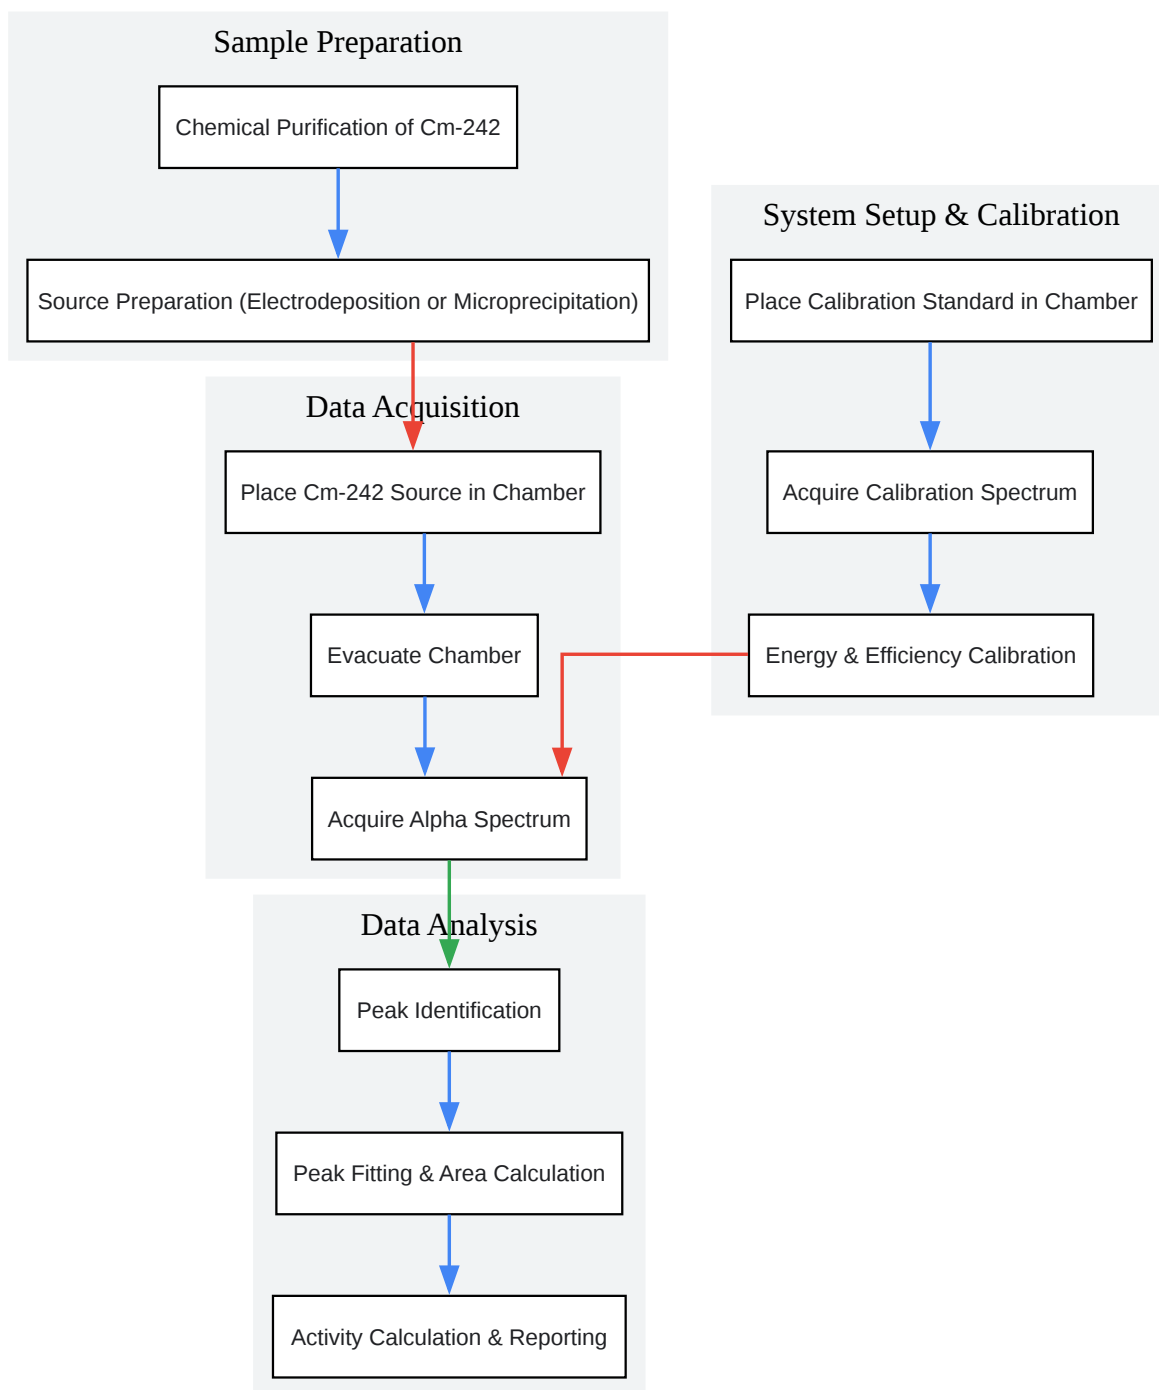 Sample Preparation
Chemical Purification of Cm-242
Source Preparation (Electrodeposition or Microprecipitation)
System Setup & Calibration
Place Calibration Standard in Chamber
Acquire Calibration Spectrum
Energy & Efficiency Calibration
Data Acquisition
Place Cm-242 Source in Chamber
Evacuate Chamber
Acquire Alpha Spectrum
Data Analysis
Peak Identification
Peak Fitting & Area Calculation
Activity Calculation & Reporting